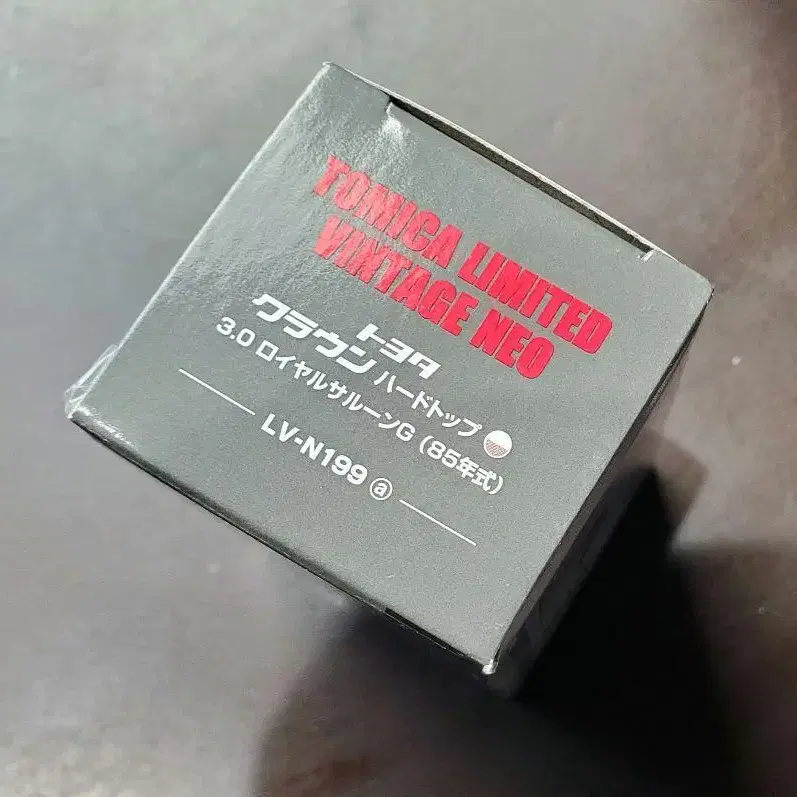 TOMICA LIMITED
VINTAGE NEO
トヨタ
クラウン ハードトップ
3.0 ロイヤルサルーンG (85年式)
LV-N199 ⓐ